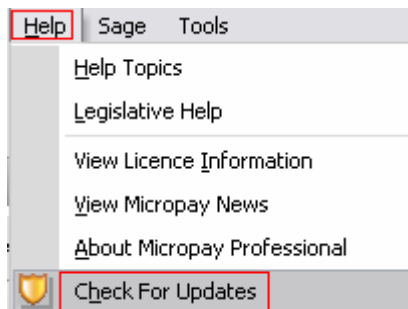 Help Sage Tools
Help Topics
Legislative Help
View Licence Information
View Micropay News
About Micropay Professional
Check For Updates